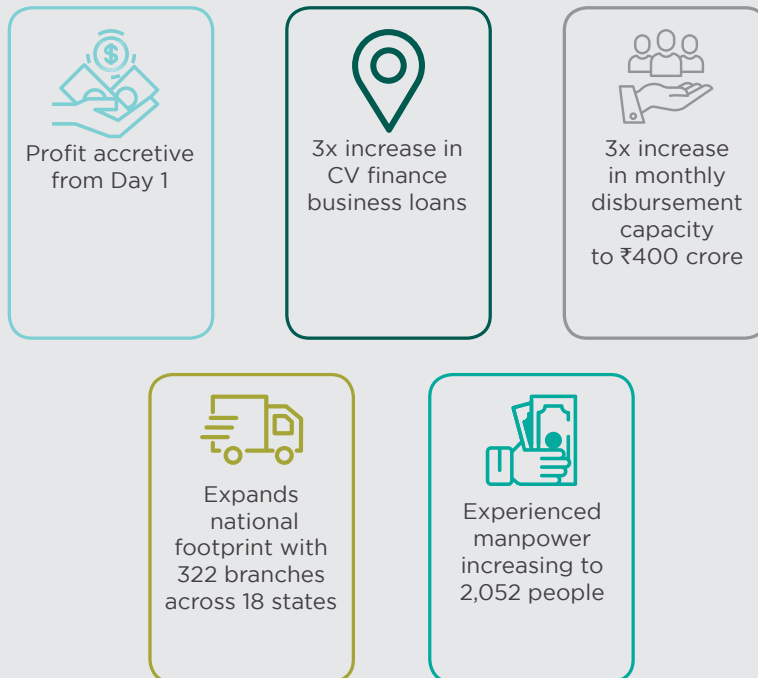 Profit accretive
from Day 1
3x increase in
CV finance
business loans
3x increase
in monthly
disbursement
capacity
to ₹400 crore
Expands
national
footprint with
322 branches
across 18 states
Experienced
manpower
increasing to
2,052 people